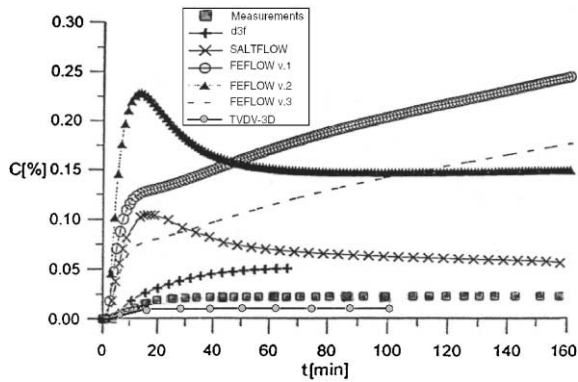 0.30
0.25
0.20
C[%] 0.15
0.10
0.05
0.00
Measurements
d3f
SALTFLOW
FEFLOW v.1
FEFLOW v.2
FEFLOW v.3
TVDV-3D
0 20 40 60 80 100 120 140 160
t[min]